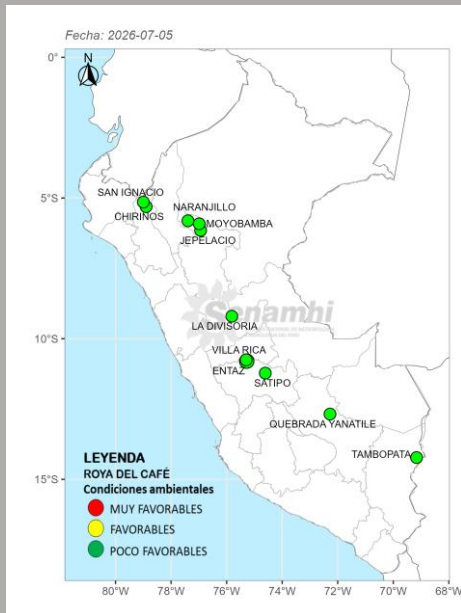 Fecha: 2026-07-05
N
0°
SAN IGNACIO
NARANJILLO
5°S
CHIRINOS
MOYOBAMBA
JEPELACIO
Senamhi
LA DIVISORIA
10°S
VILLA RICA
ENTAZ
SATIPO
QUEBRADA YANATILE
TAMBOPATA
LEYENDA
15°S
ROYA DEL CAFÉ
Condiciones ambientales
MUY FAVORABLES
FAVORABLES
POCO FAVORABLES
80°W 78°W 76°W 74°W 72°W 70°W 68°W